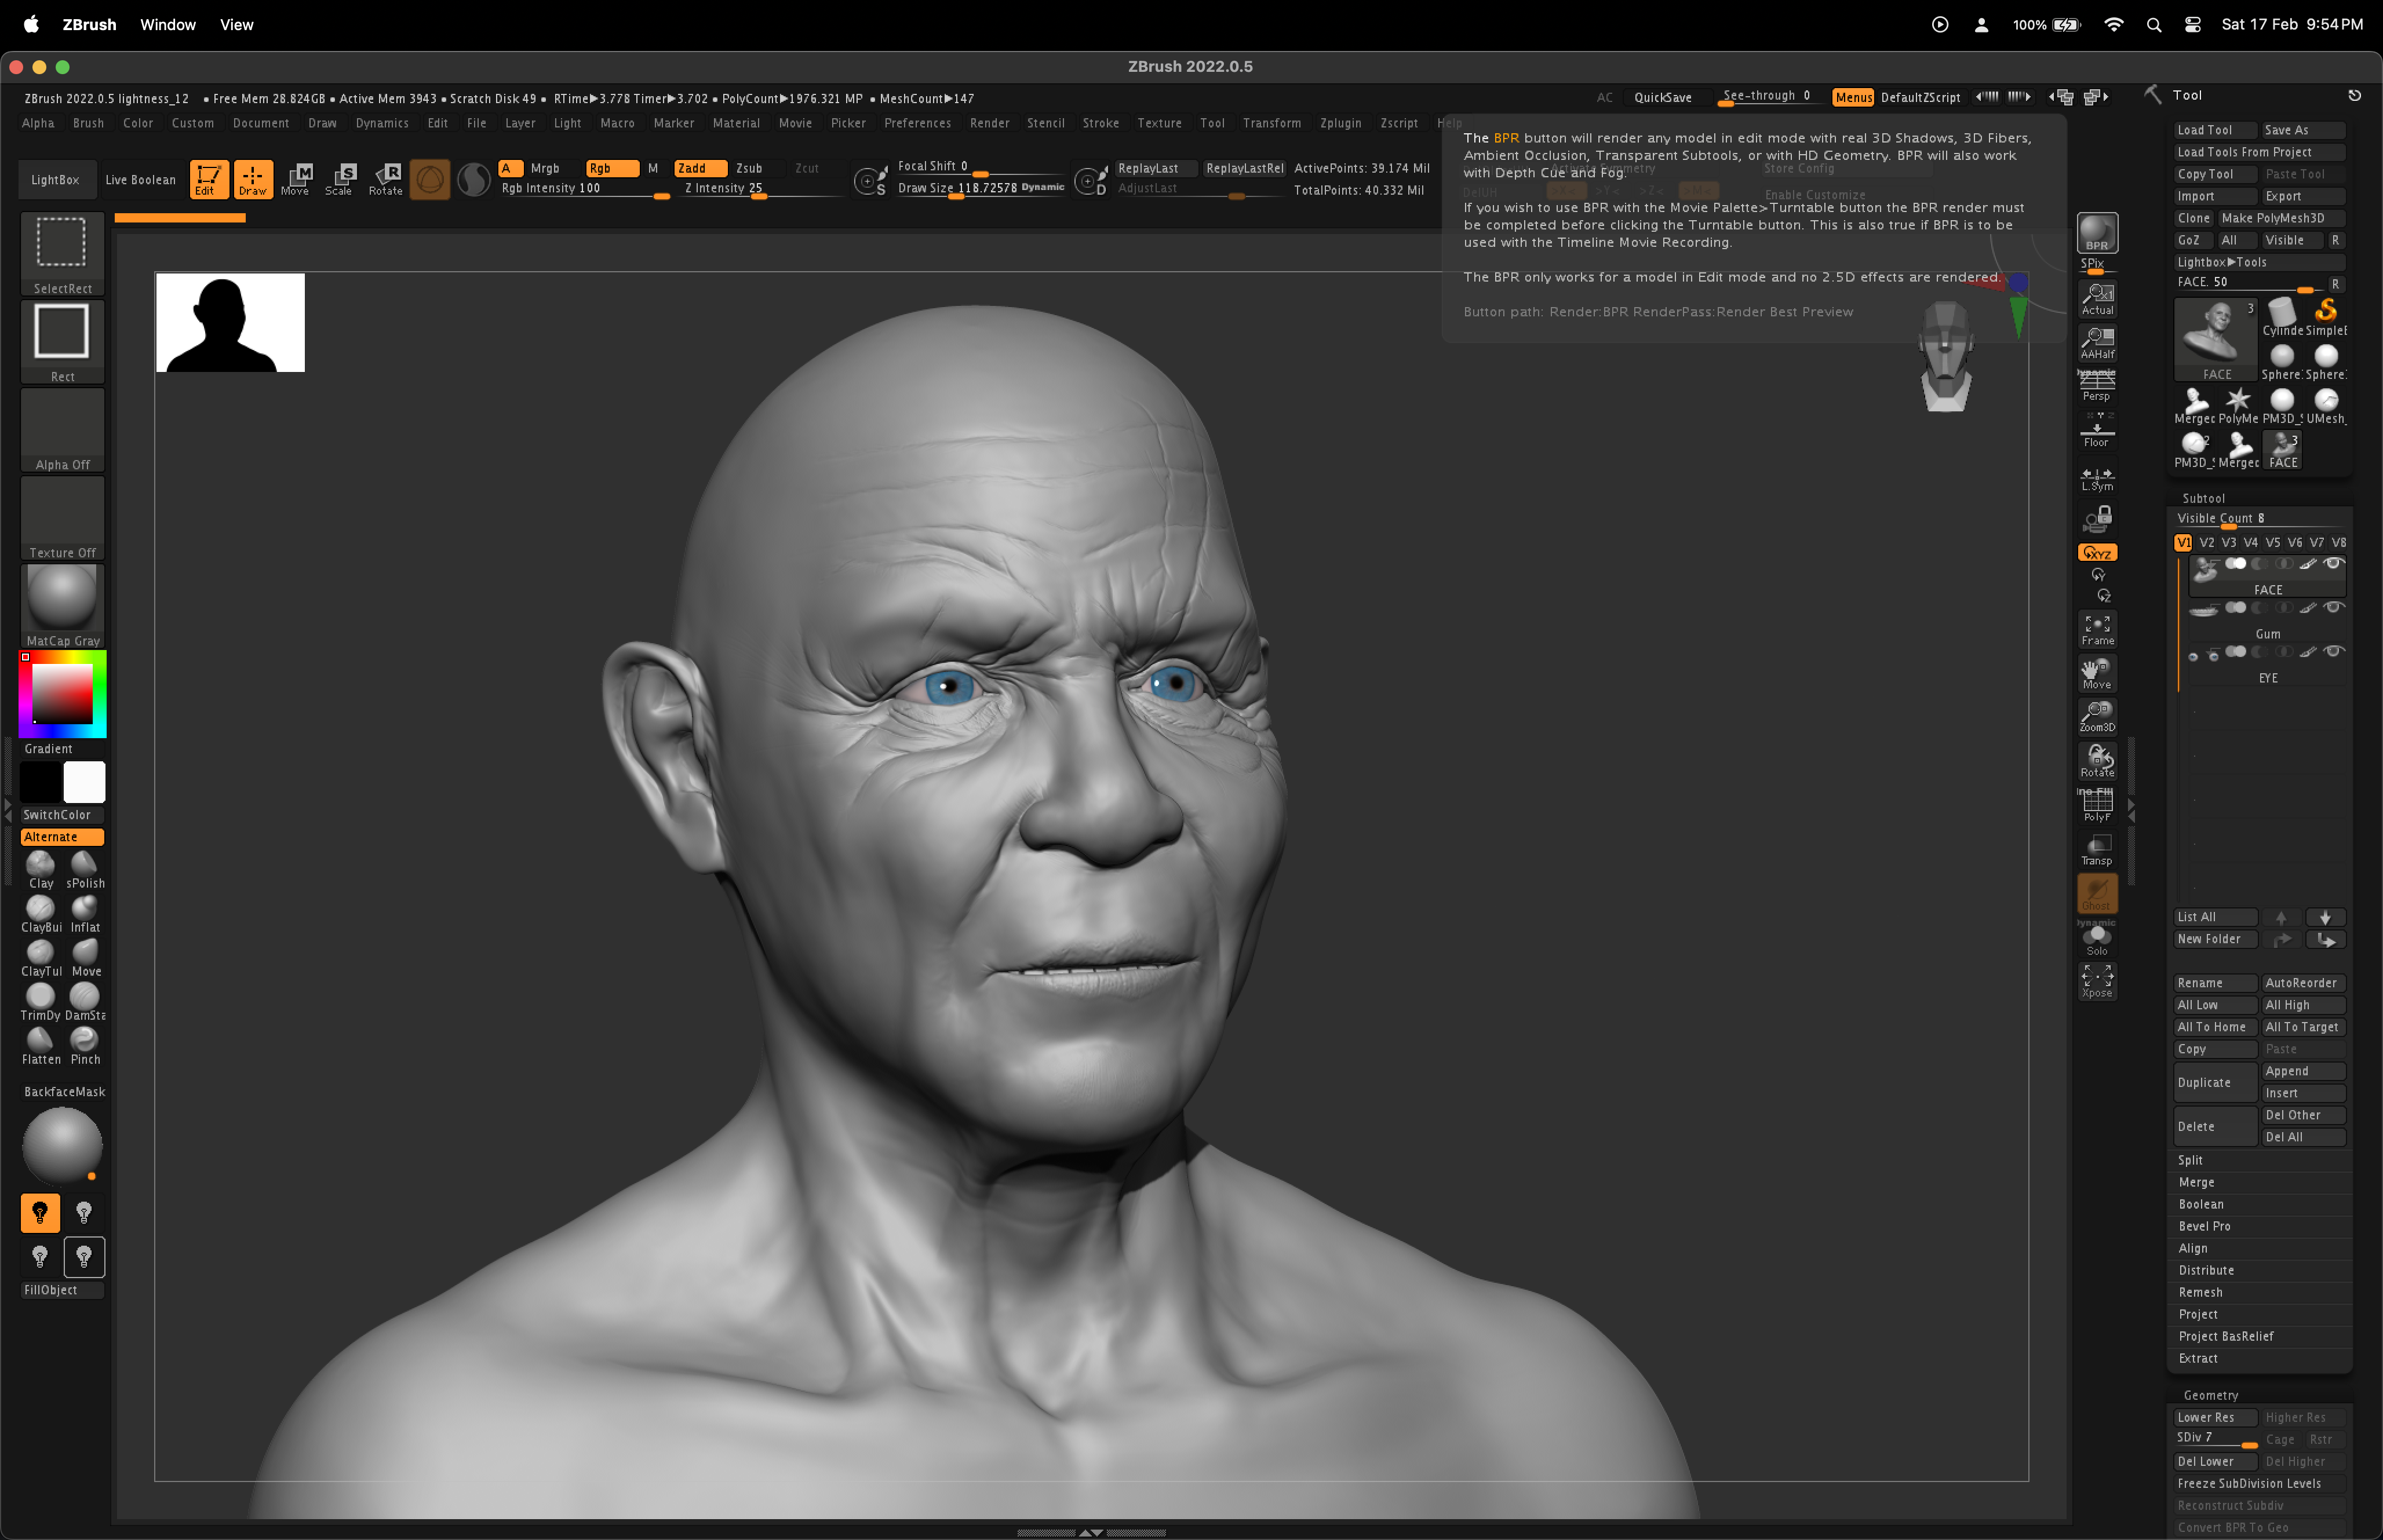 ZBrush Window View
100% Sat 17 Feb 9:54PM
ZBrush 2022.0.5
ZBrush 2022.0.5 lightness_12 • Free Mem 28.824GB • Active Mem 3943 • Scratch Disk 49 • RTime▶3.778 Timer▶3.702 • PolyCount▶1976.321 MP • MeshCount▶147
AC QuickSave See-through 0 Menus DefaultZScript
Alpha Brush Color Custom Document Draw Dynamics Edit File Layer Light Macro Marker Material Movie Picker Preferences Render Stencil Stroke Texture Tool Transform Zplugin Zscript Help
LightBox Live Boolean Edit Draw Move Scale Rotate
A Mrgb Rgb M Zadd Zsub Zcut
Rgb Intensity 100 Z Intensity 25
Focal Shift 0
Draw Size 118.72578 Dynamic
S D
ReplayLast ReplayLastRel ActivePoints: 39.174 Mil
AdjustLast TotalPoints: 40.332 Mil
The BPR button will render any model in edit mode with real 3D Shadows, 3D Fibers,
Ambient Occlusion, Transparent Subtools, or with HD Geometry. BPR will also work
with Depth Cue and Fog.
Activate Symmetry Store Config
DelUH >X< >Y< >Z< >M< Enable Customize
If you wish to use BPR with the Movie Palette>Turntable button the BPR render must
be completed before clicking the Turntable button. This is also true if BPR is to be
used with the Timeline Movie Recording.
The BPR only works for a model in Edit mode and no 2.5D effects are rendered.
Button path: Render:BPR RenderPass:Render Best Preview
SelectRect
Rect
Alpha Off
Texture Off
MatCap Gray
Gradient
SwitchColor
Alternate
Clay sPolish
ClayBui Inflat
ClayTul Move
TrimDy DamSta
Flatten Pinch
BackfaceMask
FillObject
BPR
SPix
Actual
AAHalf
Dynamic
Persp
Floor
L.Sym
XYZ
Y
Z
Frame
Move
Zoom3D
Rotate
PolyF
Transp
Ghost
Dynamic
Solo
Xpose
Tool
Load Tool Save As
Load Tools From Project
Copy Tool Paste Tool
Import Export
Clone Make PolyMesh3D
GoZ All Visible R
Lightbox▶Tools
FACE. 50 R
3
Cylinde SimpleB
FACE Sphere Sphere
Merged PolyMe PM3D_S UMesh_
2 3
PM3D_S Merged FACE
Subtool
Visible Count 8
V1 V2 V3 V4 V5 V6 V7 V8
FACE
Gum
EYE
List All
New Folder
Rename AutoReorder
All Low All High
All To Home All To Target
Copy Paste
Duplicate Append
Insert
Delete Del Other
Del All
Split
Merge
Boolean
Bevel Pro
Align
Distribute
Remesh
Project
Project BasRelief
Extract
Geometry
Lower Res Higher Res
SDiv 7 Cage Rstr
Del Lower Del Higher
Freeze SubDivision Levels
Reconstruct Subdiv
Convert BPR To Geo